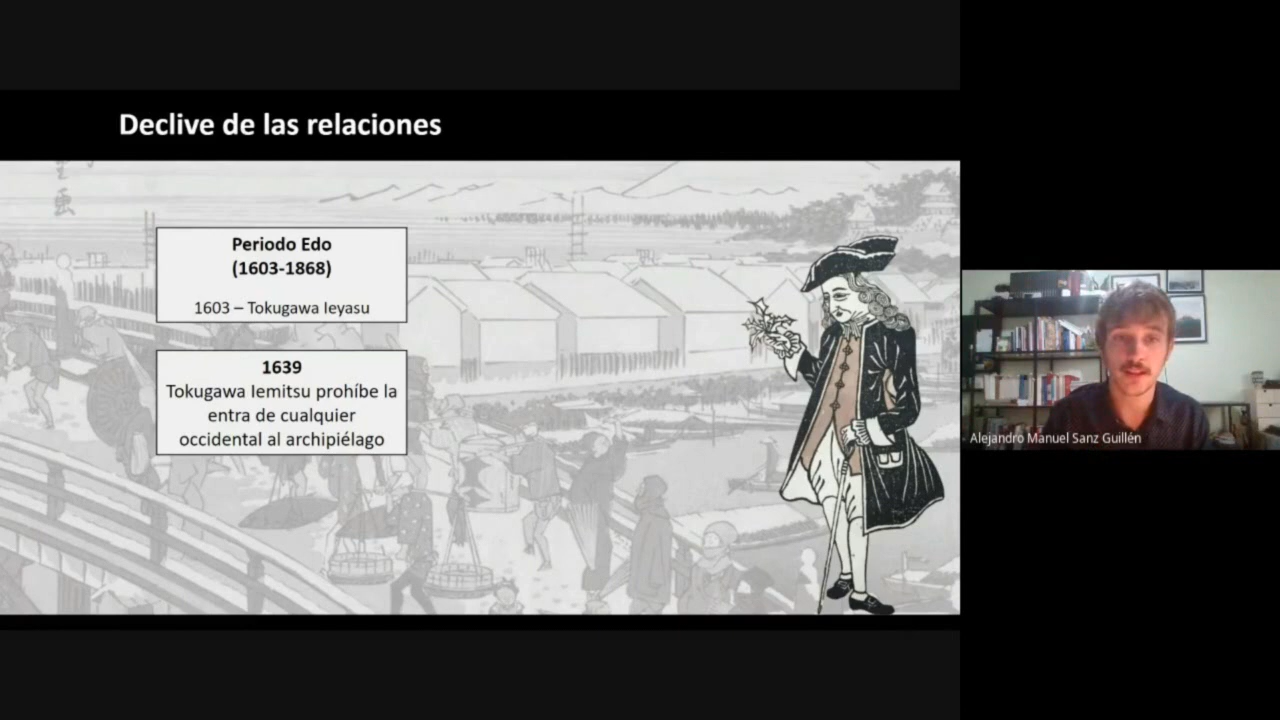 Declive de las relaciones
Periodo Edo
(1603-1868)
1603 – Tokugawa Ieyasu
1639
Tokugawa Iemitsu prohíbe la
entra de cualquier
occidental al archipiélago
Alejandro Manuel Sanz Guillén